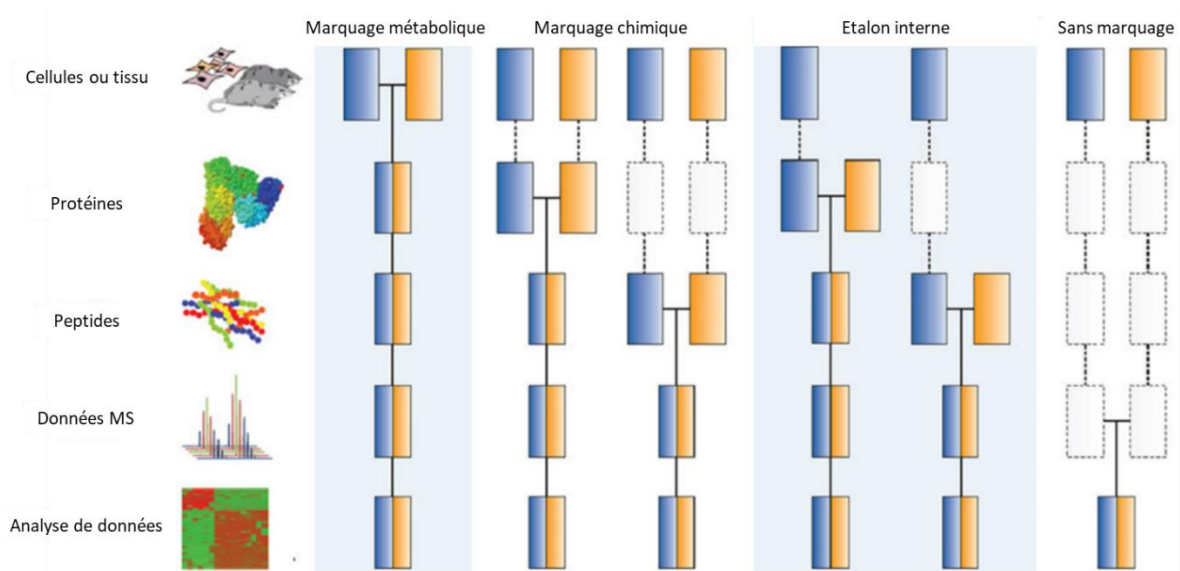 Marquage métabolique
Marquage chimique
Etalon interne
Sans marquage
Cellules ou tissu
Protéines
Peptides
Données MS
Analyse de données